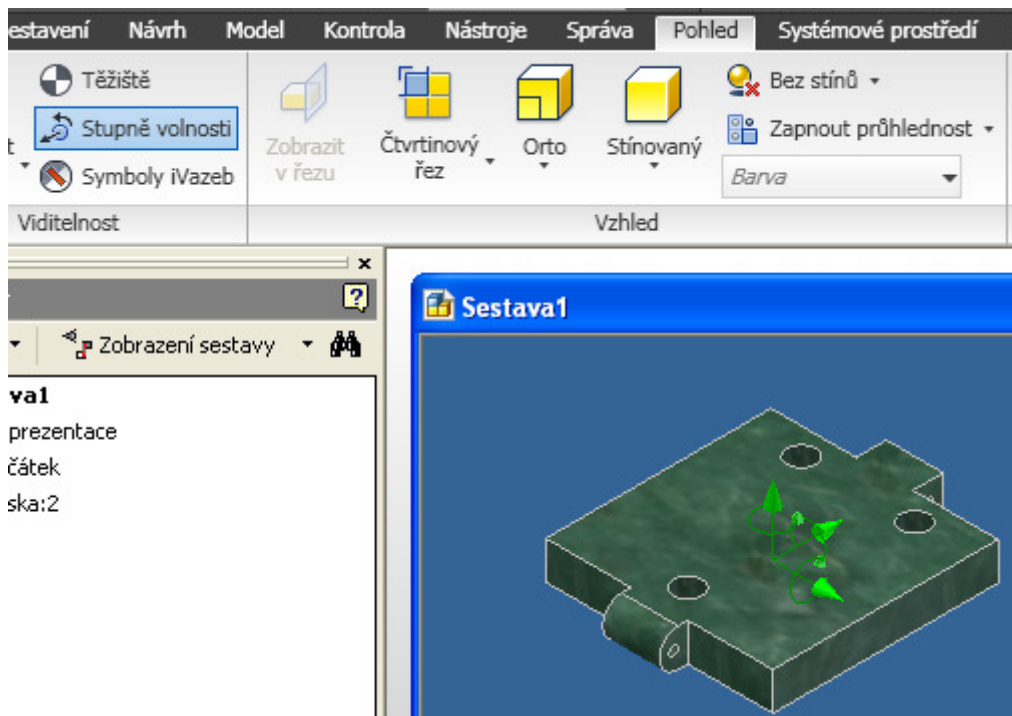 estavení Návrh Model Kontrola Nástroje Správa Pohled Systémové prostředí
Těžiště
Stupně volnosti
Symboly iVazeb
t
Zobrazit
v řezu
Čtvrtinový
řez
Orto
Stínovaný
Bez stínů
Zapnout průhlednost
Barva
Viditelnost
Vzhled
Zobrazení sestavy
va1
prezentace
čátek
ska:2
Sestava1